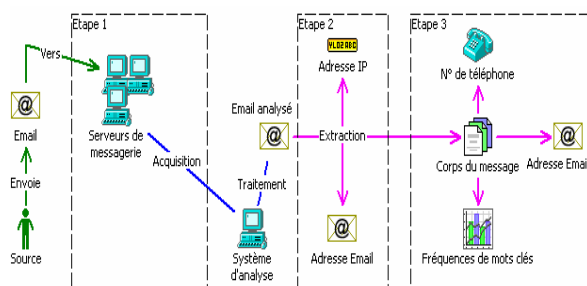 Etape 1
Etape 2
Etape 3
Vers
YL02ABC
Adresse IP
N° de téléphone
Email
Serveurs de
messagerie
Email analysé
Extraction
Corps du message
Adresse Email
Acquisition
Envoie
Traitement
Source
Système
d'analyse
Adresse Email
Fréquences de mots clés